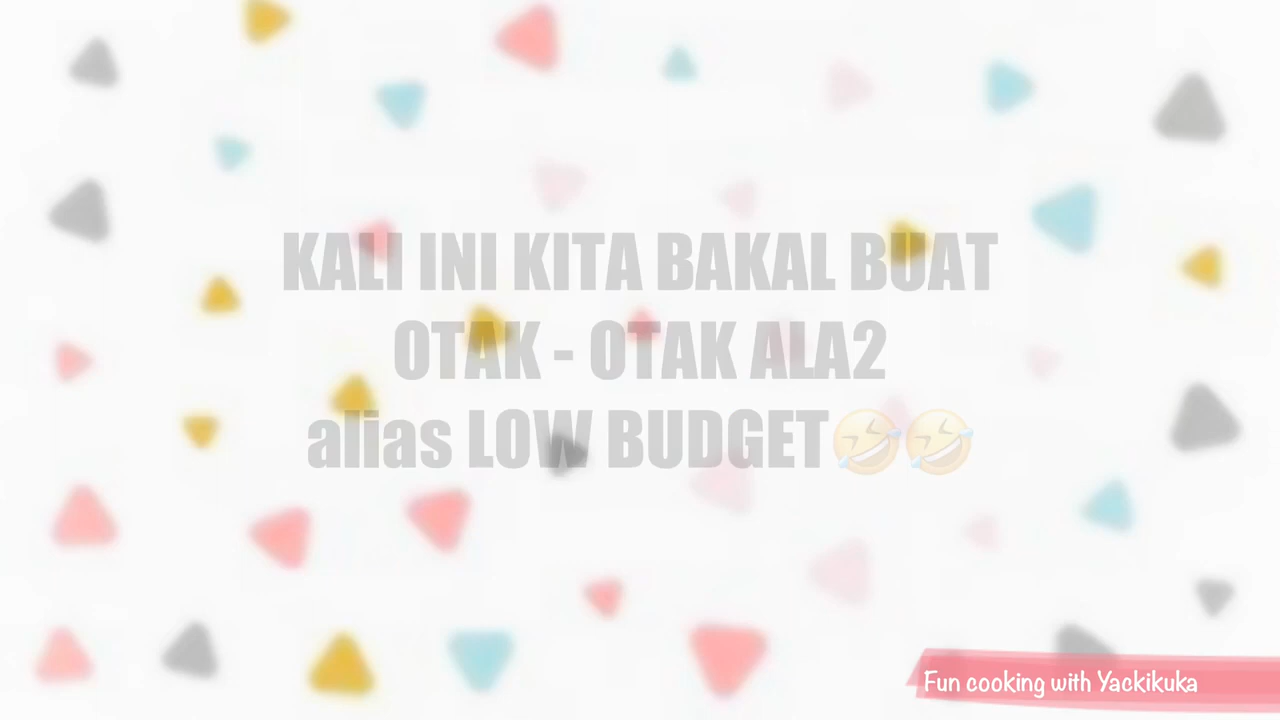 KALI INI KITA BAKAL BUAT
OTAK - OTAK ALA2
alias LOW BUDGET🤣🤣
Fun cooking with Yackikuka